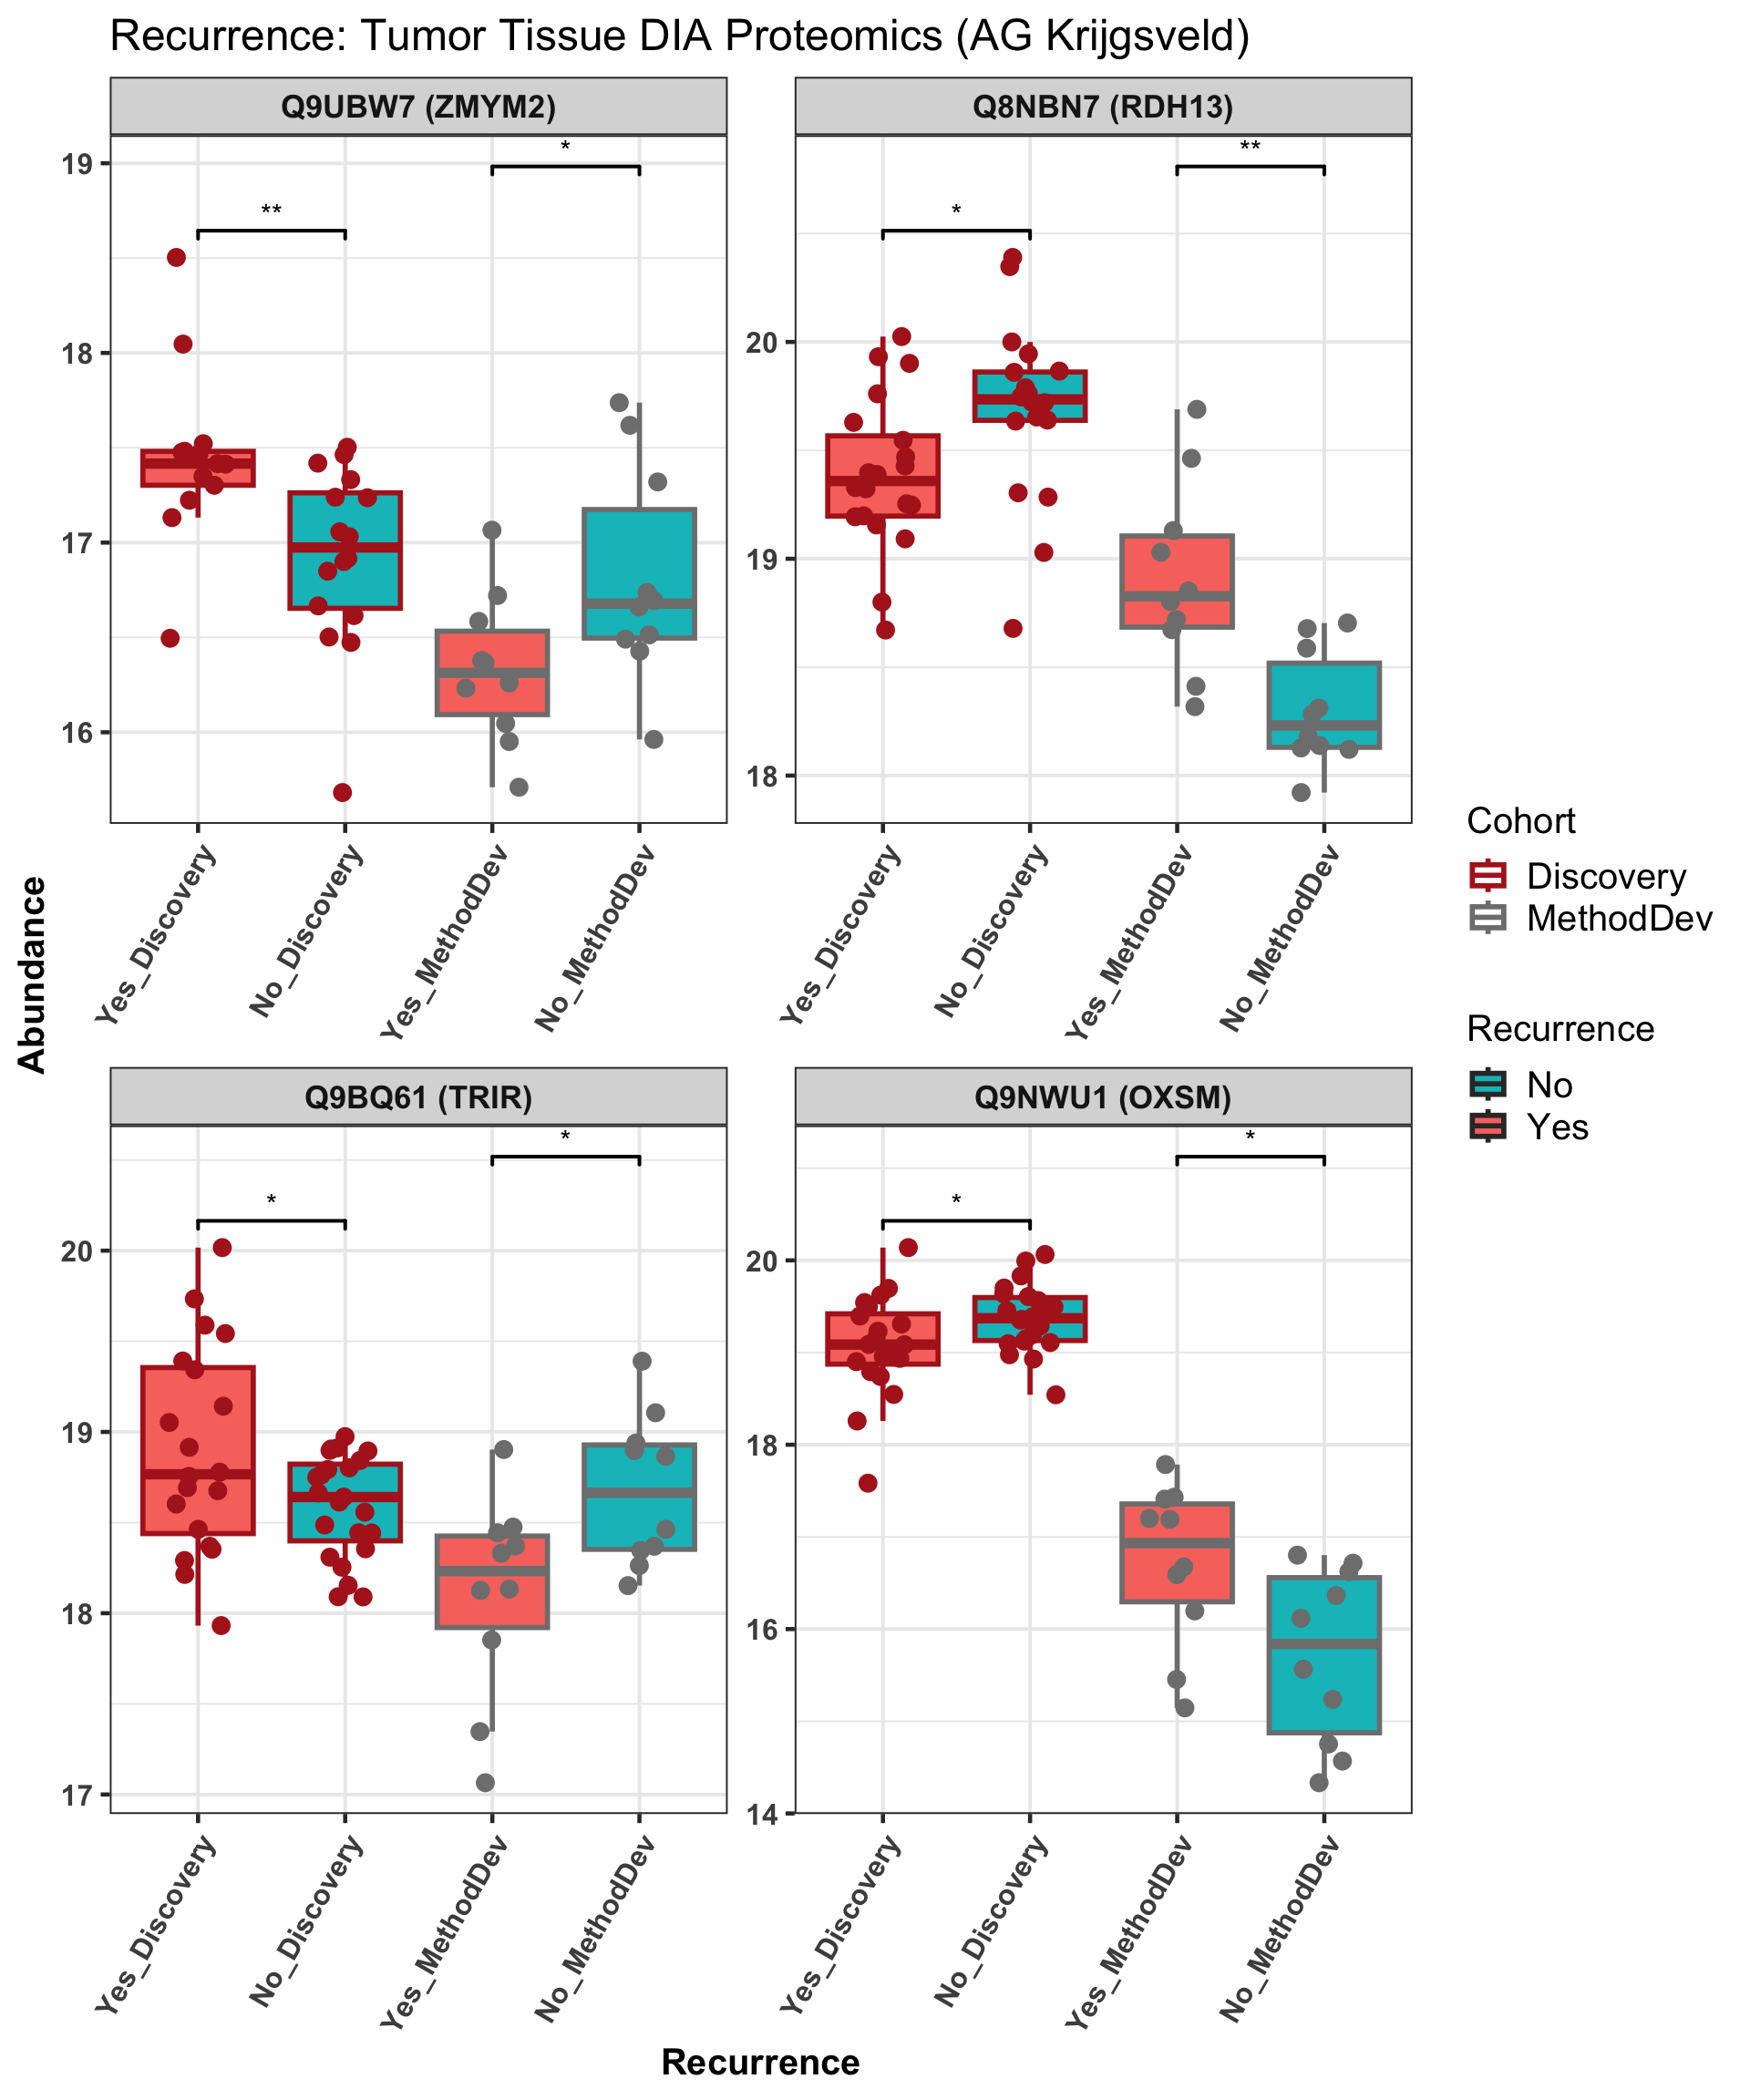 Recurrence: Tumor Tissue DIA Proteomics (AG Krijgsveld)
Q9UBW7 (ZMYM2)
19
18
17
16
**
*
Yes_Discovery
No_Discovery
Yes_MethodDev
No_MethodDev
Q8NBN7 (RDH13)
20
19
18
*
**
Yes_Discovery
No_Discovery
Yes_MethodDev
No_MethodDev
Abundance
Q9BQ61 (TRIR)
20
19
18
17
*
*
Yes_Discovery
No_Discovery
Yes_MethodDev
No_MethodDev
Q9NWU1 (OXSM)
20
18
16
14
*
*
Yes_Discovery
No_Discovery
Yes_MethodDev
No_MethodDev
Recurrence
Cohort
Discovery
MethodDev
Recurrence
No
Yes